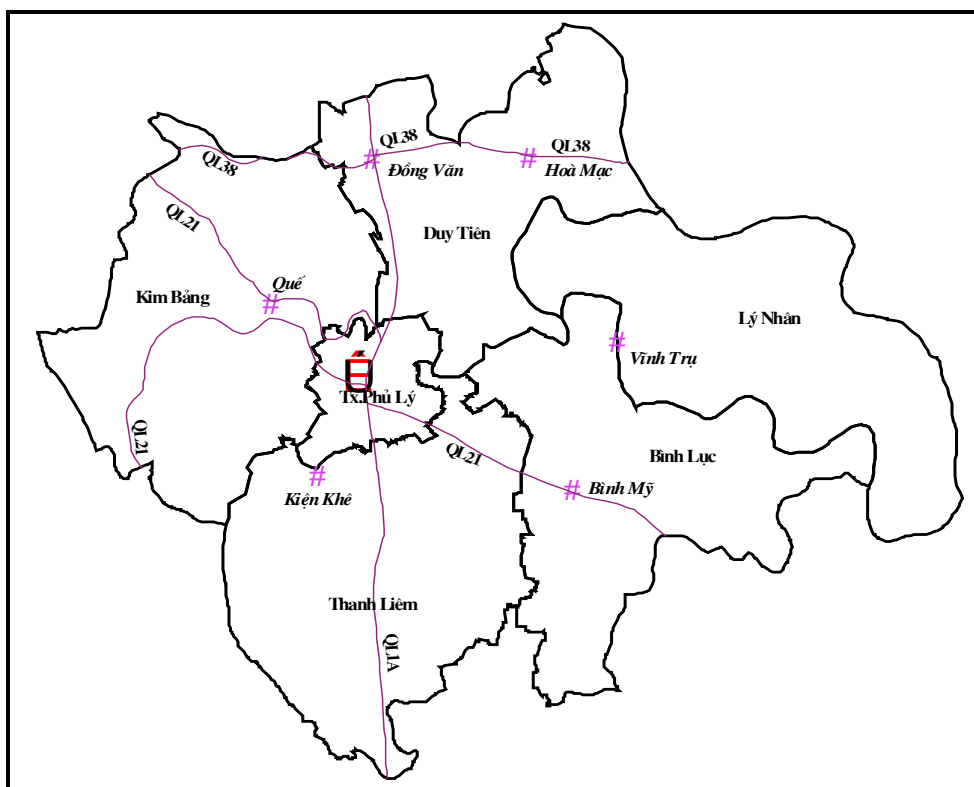 QL38
QL38
QL38
Đồng Văn
Hoà Mạc
QL21
Duy Tiên
Quế
Kim Bảng
Lý Nhân
Vĩnh Trụ
Tx.Phủ Lý
QL21
QL21
Bình Lục
Kiện Khê
Bình Mỹ
Thanh Liêm
QL1A